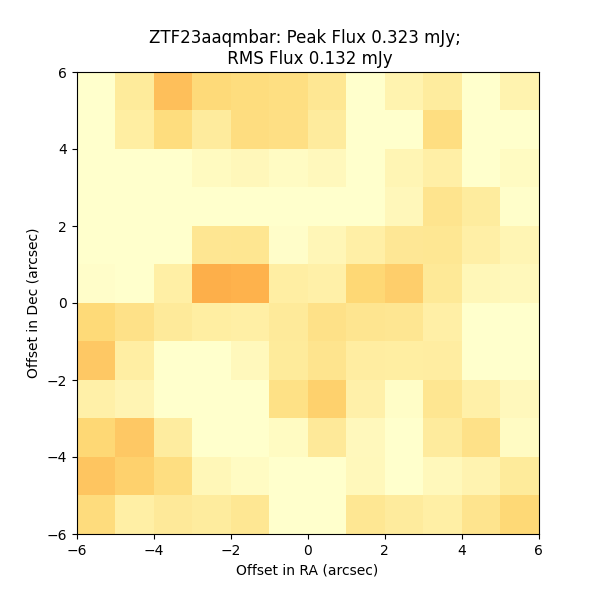 ZTF23aaqmbar: Peak Flux 0.323 mJy;
RMS Flux 0.132 mJy
6
4
2
0
−2
−4
−6
Offset in Dec (arcsec)
−6 −4 −2 0 2 4 6
Offset in RA (arcsec)